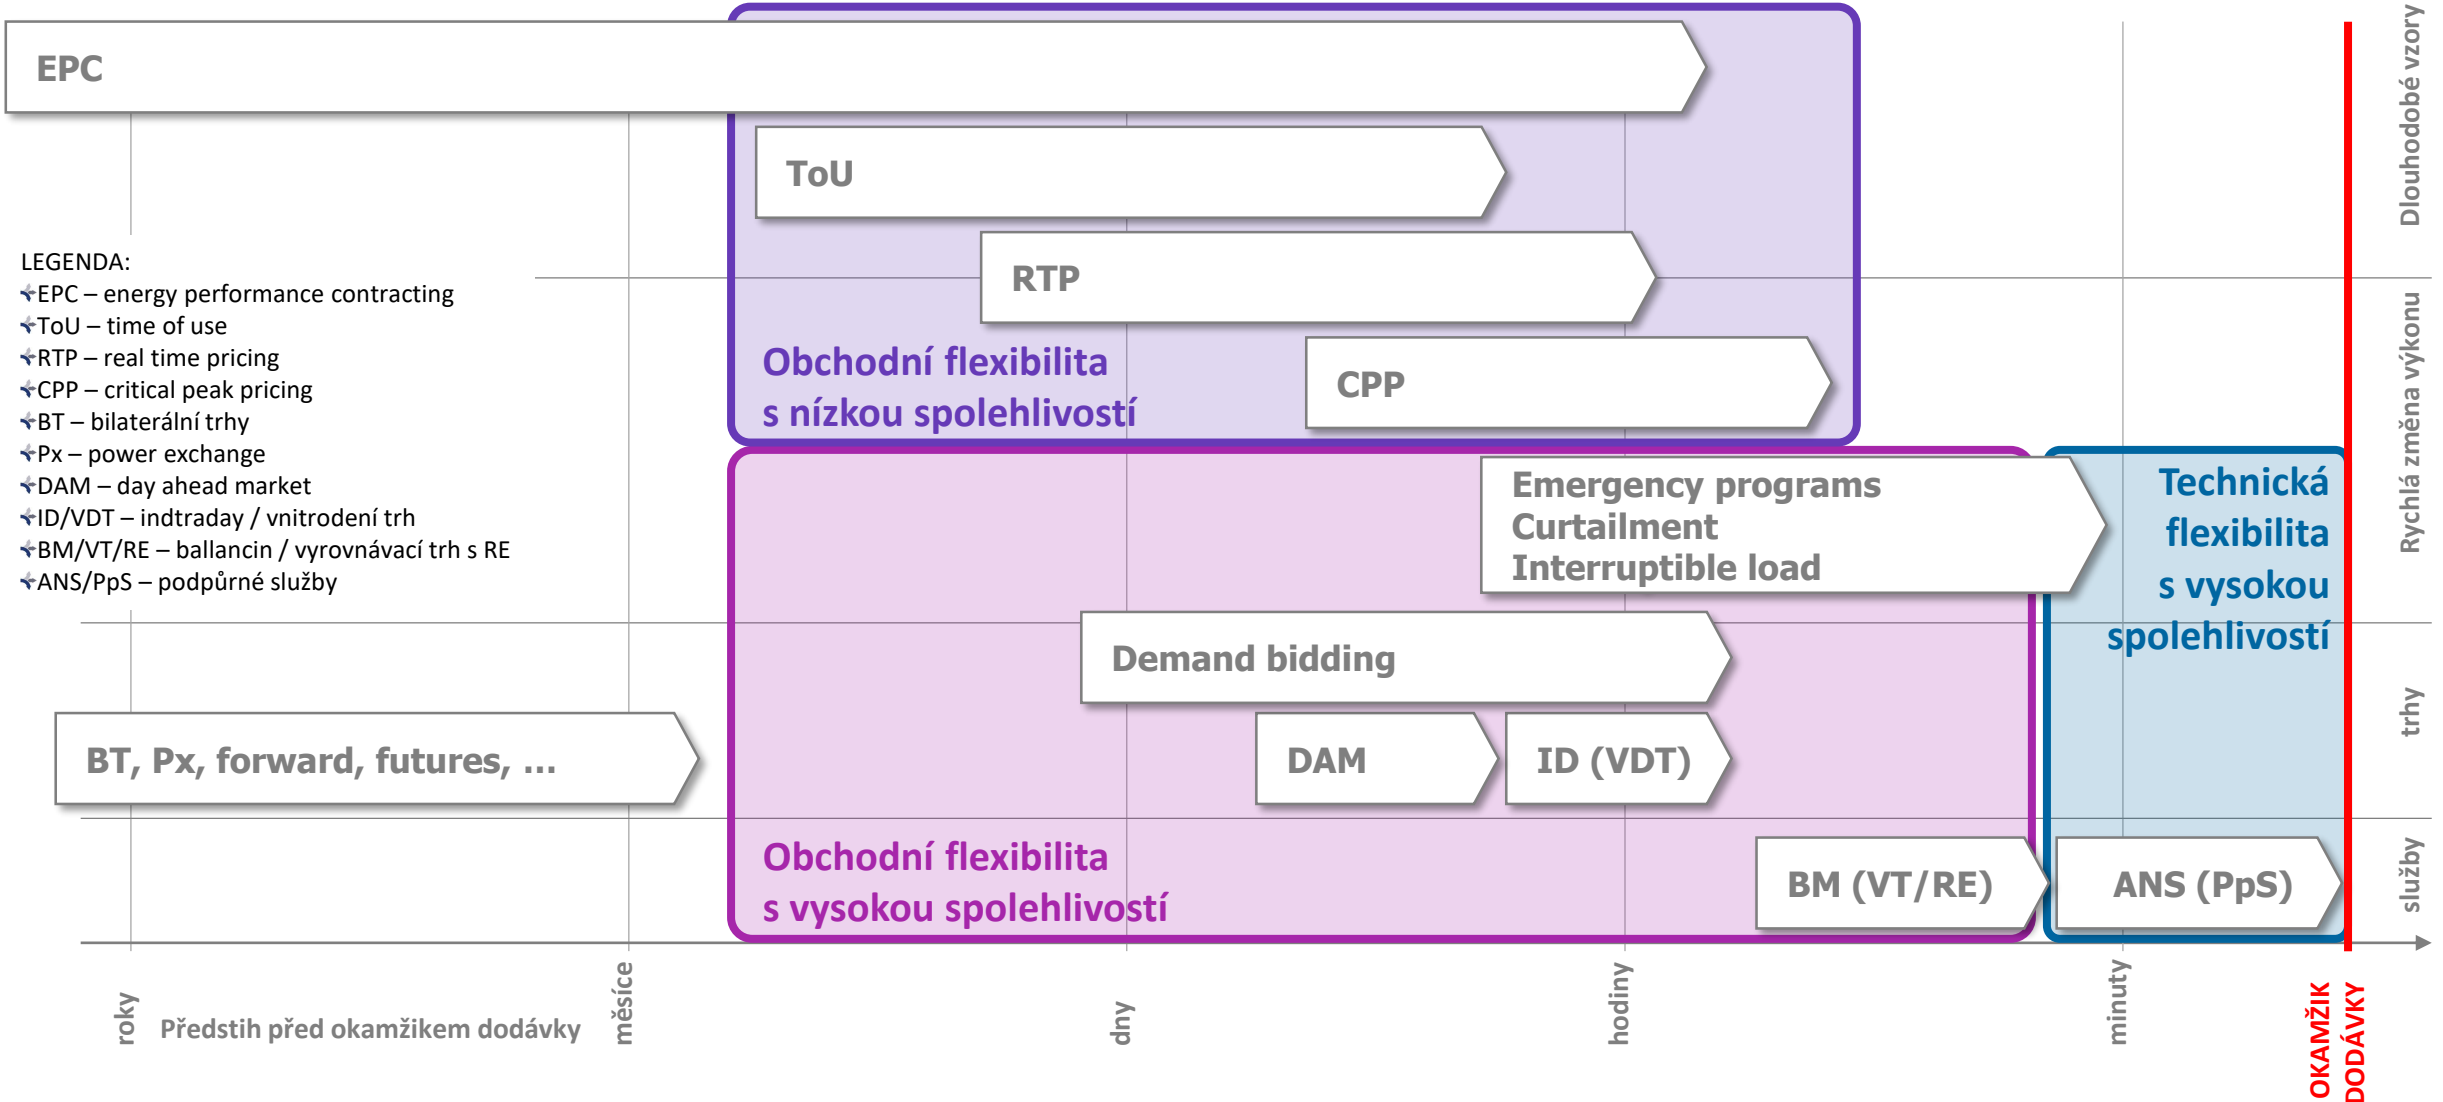 EPC
ToU
RTP
CPP
LEGENDA:
EPC – energy performance contracting
ToU – time of use
RTP – real time pricing
CPP – critical peak pricing
BT – bilaterální trhy
Px – power exchange
DAM – day ahead market
ID/VDT – indtraday / vnitrodení trh
BM/VT/RE – ballancin / vyrovnávací trh s RE
ANS/PpS – podpůrné služby
Obchodní flexibilita
s nízkou spolehlivostí
Emergency programs
Curtailment
Interruptible load
Technická
flexibilita
s vysokou
spolehlivostí
Demand bidding
BT, Px, forward, futures, ...
DAM
ID (VDT)
Obchodní flexibilita
s vysokou spolehlivostí
BM (VT/RE)
ANS (PpS)
Dlouhodobé vzory
Rychlá změna výkonu
trhy
služby
roky
Předstih před okamžikem dodávky
měsíce
dny
hodiny
minuty
OKAMŽIK
DODÁVKY